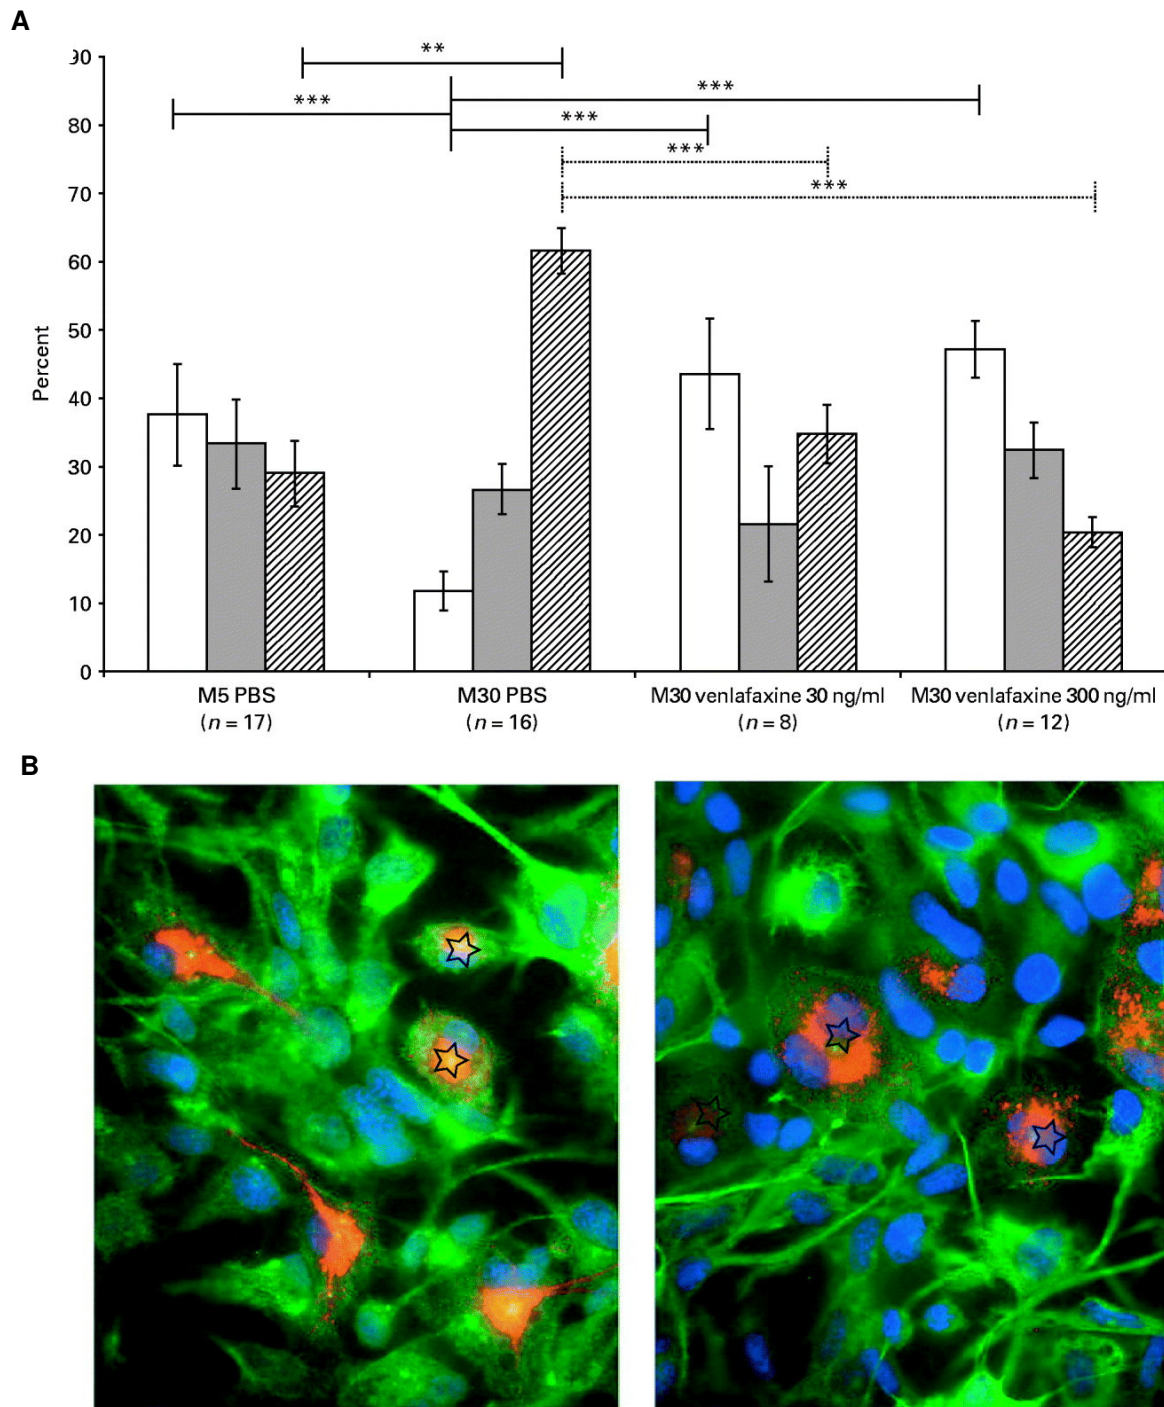 A
**
***
***
***
***
***
90
80
70
60
50
40
30
20
10
0
Percent
M5 PBS
(n = 17)
M30 PBS
(n = 16)
M30 venlafaxine 30 ng/ml
(n = 8)
M30 venlafaxine 300 ng/ml
(n = 12)
B